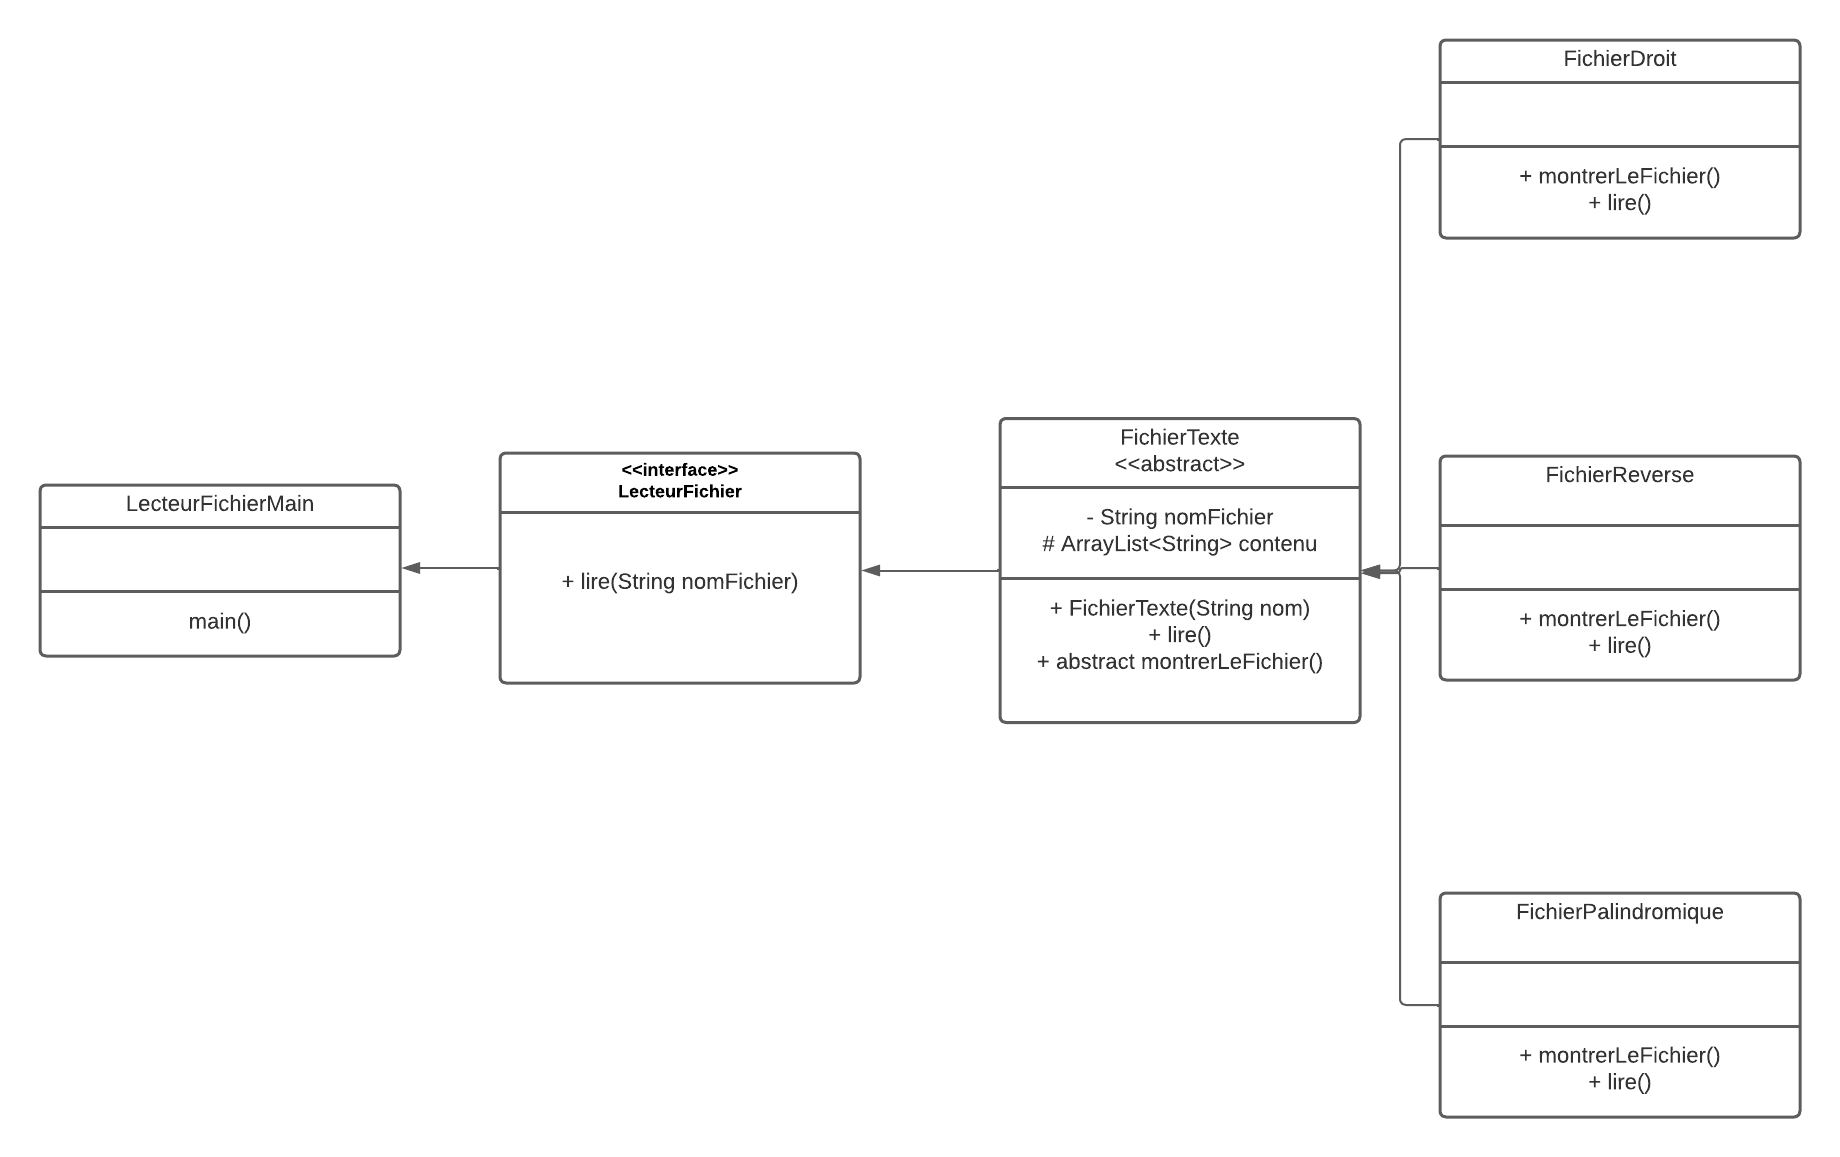 LecteurFichierMain
main()
<<interface>>
LecteurFichier
+ lire(String nomFichier)
FichierTexte
<<abstract>>
- String nomFichier
# ArrayList<String> contenu
+ FichierTexte(String nom)
+ lire()
+ abstract montrerLeFichier()
FichierDroit
+ montrerLeFichier()
+ lire()
FichierReverse
+ montrerLeFichier()
+ lire()
FichierPalindromique
+ montrerLeFichier()
+ lire()